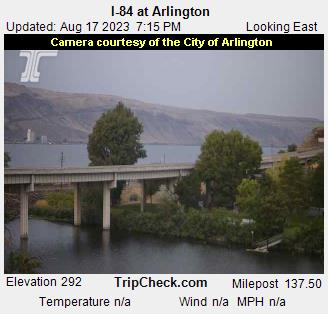 I-84 at Arlington
Updated: Aug 17 2023 7:15 PM Looking East
Camera courtesy of the City of Arlington
Elevation 292 TripCheck.com Milepost 137.50
Temperature n/a Wind n/a MPH n/a